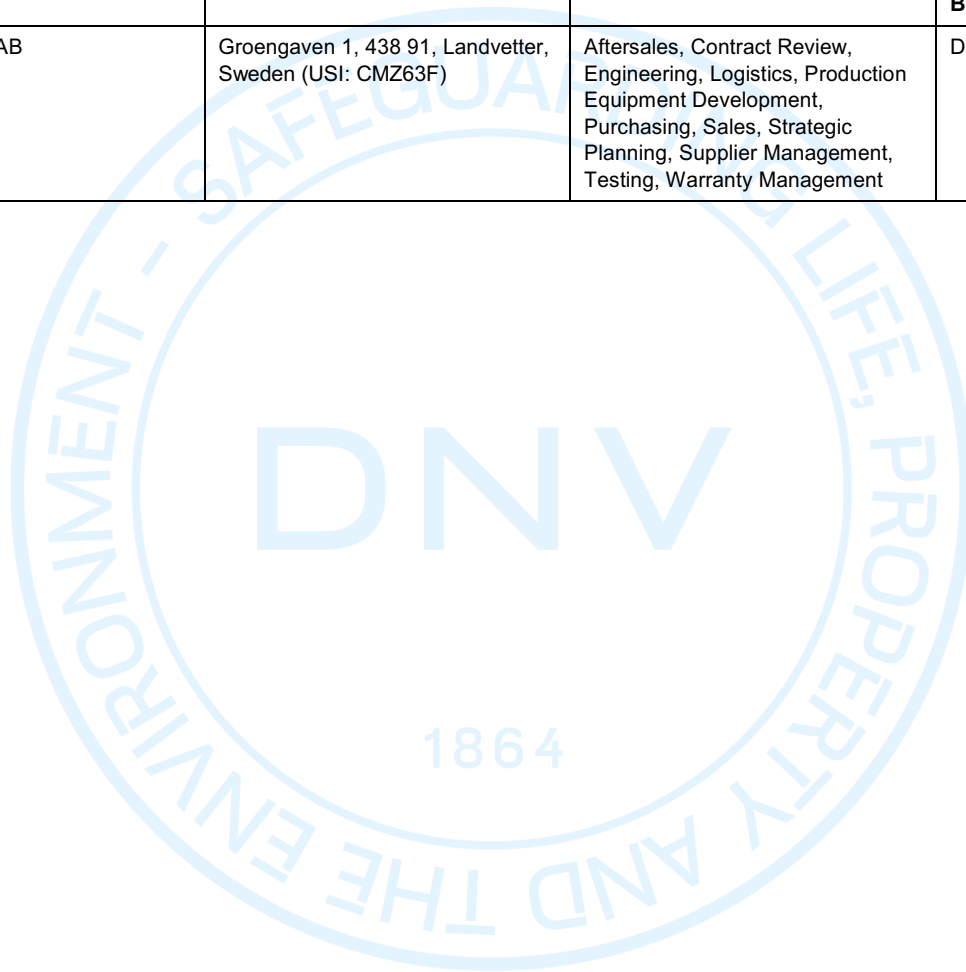 B
AB
Groengaven 1, 438 91, Landvetter,
Sweden (USI: CMZ63F)
Aftersales, Contract Review,
Engineering, Logistics, Production
Equipment Development,
Purchasing, Sales, Strategic
Planning, Supplier Management,
Testing, Warranty Management
D
SAFEGUARDING LIFE, PROPERTY AND THE ENVIRONMENT -
DNV
1864